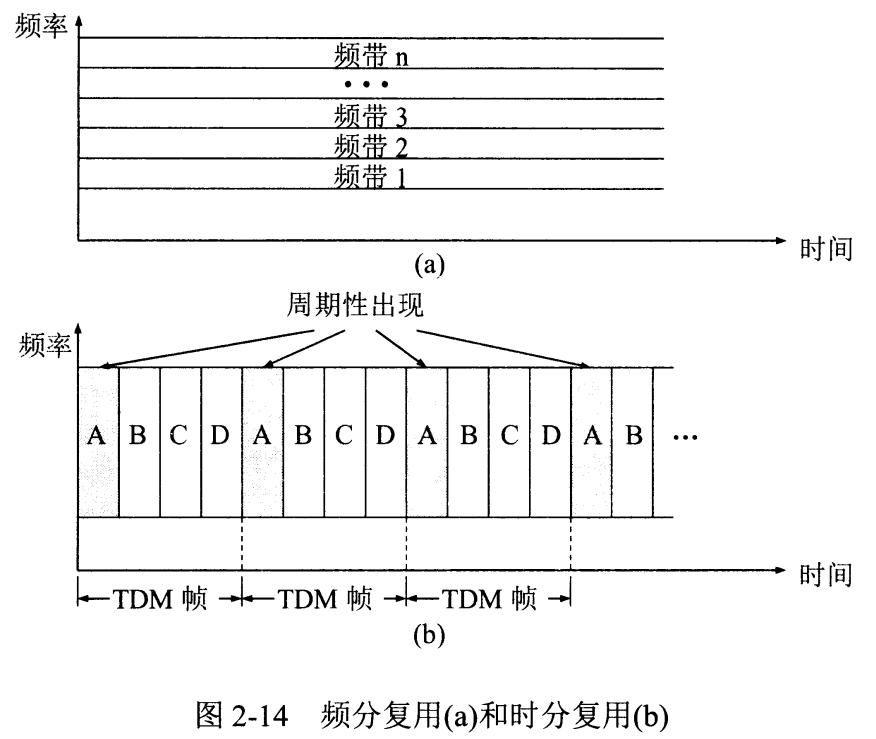 频率
频带 n
···
频带 3
频带 2
频带 1
时间
(a)
周期性出现
频率
A B C D A B C D A B C D A B ···
时间
TDM 帧 TDM 帧 TDM 帧
(b)
图 2-14 频分复用(a)和时分复用(b)